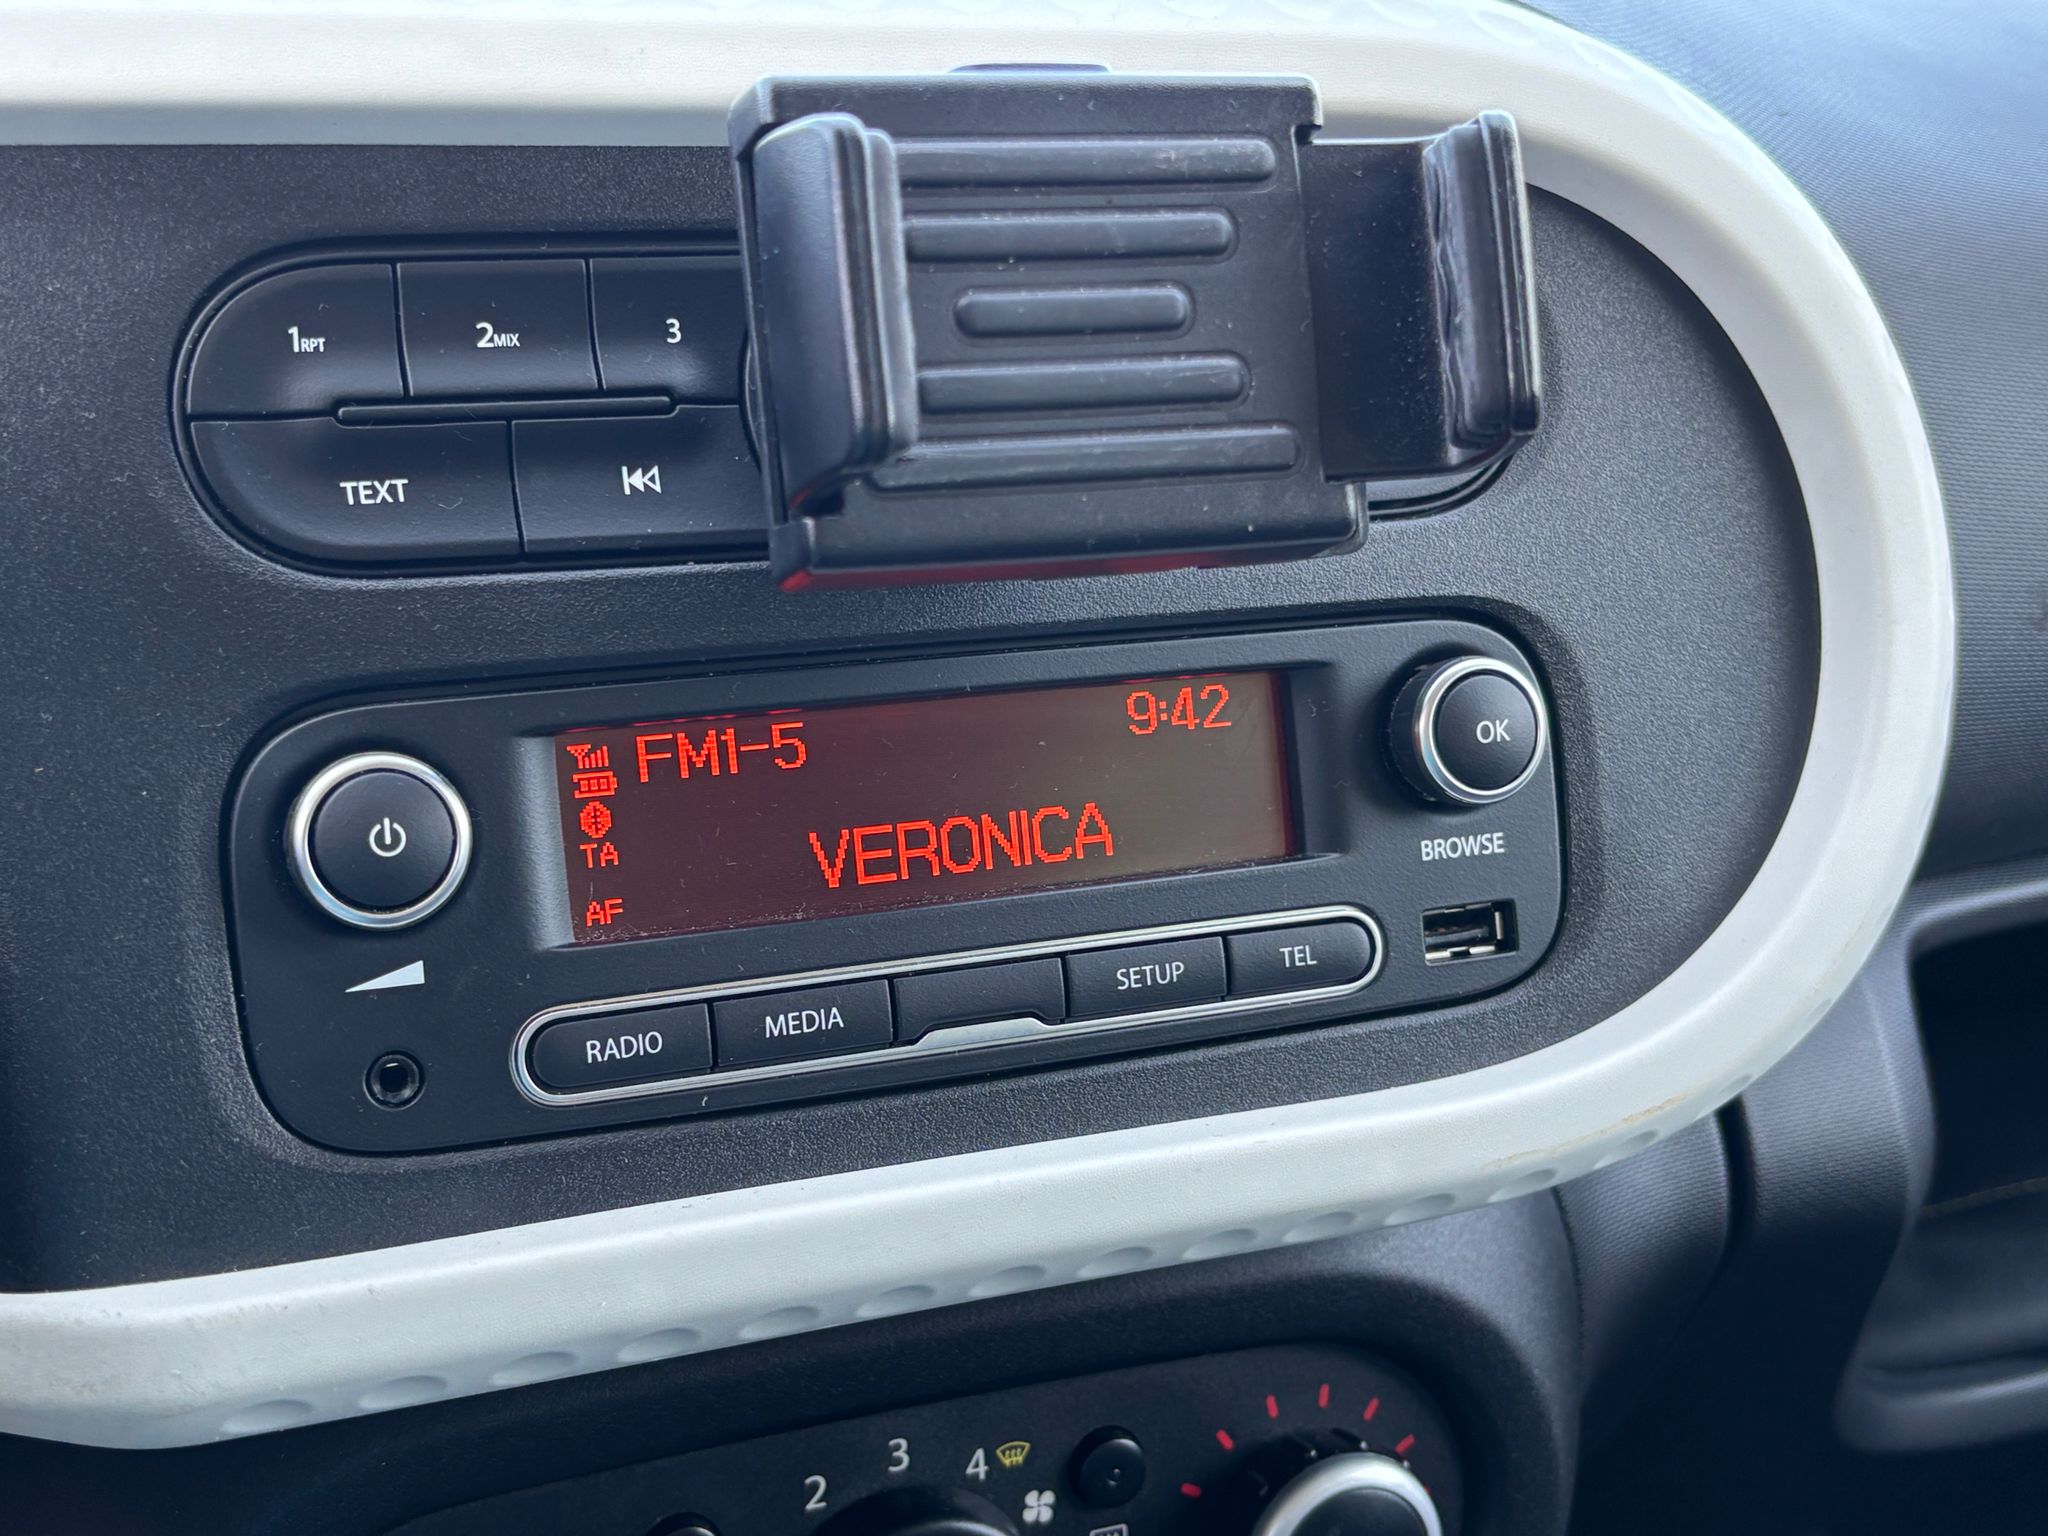 1RPT 2MIX 3
TEXT
FM1-5 9:42
TA
VERONICA
AF
OK
BROWSE
RADIO MEDIA SETUP TEL
2 3 4